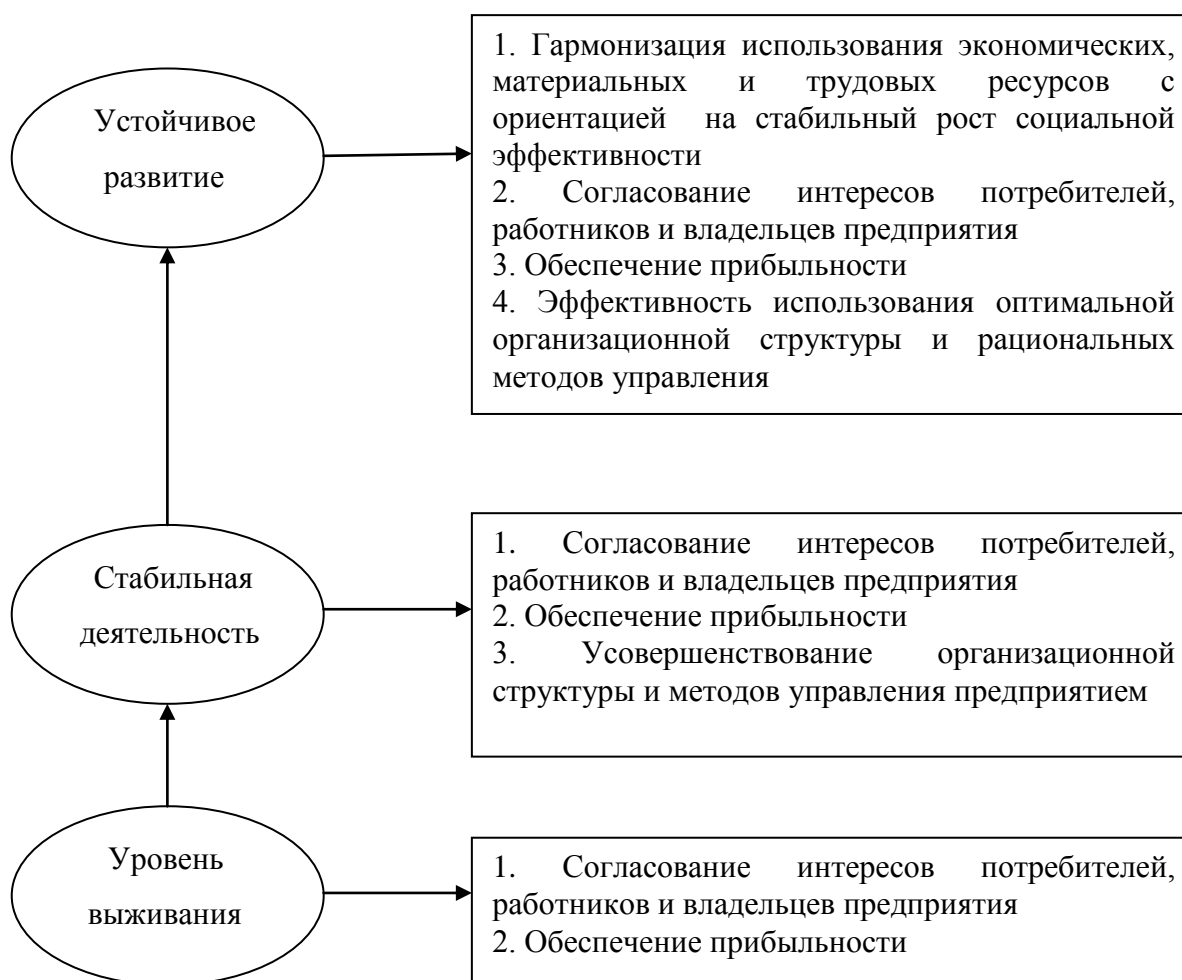 Устойчивое
развитие
1. Гармонизация использования экономических,
материальных и трудовых ресурсов с
ориентацией на стабильный рост социальной
эффективности
2. Согласование интересов потребителей,
работников и владельцев предприятия
3. Обеспечение прибыльности
4. Эффективность использования оптимальной
организационной структуры и рациональных
методов управления
Стабильная
деятельность
1. Согласование интересов потребителей,
работников и владельцев предприятия
2. Обеспечение прибыльности
3. Усовершенствование организационной
структуры и методов управления предприятием
Уровень
выживания
1. Согласование интересов потребителей,
работников и владельцев предприятия
2. Обеспечение прибыльности